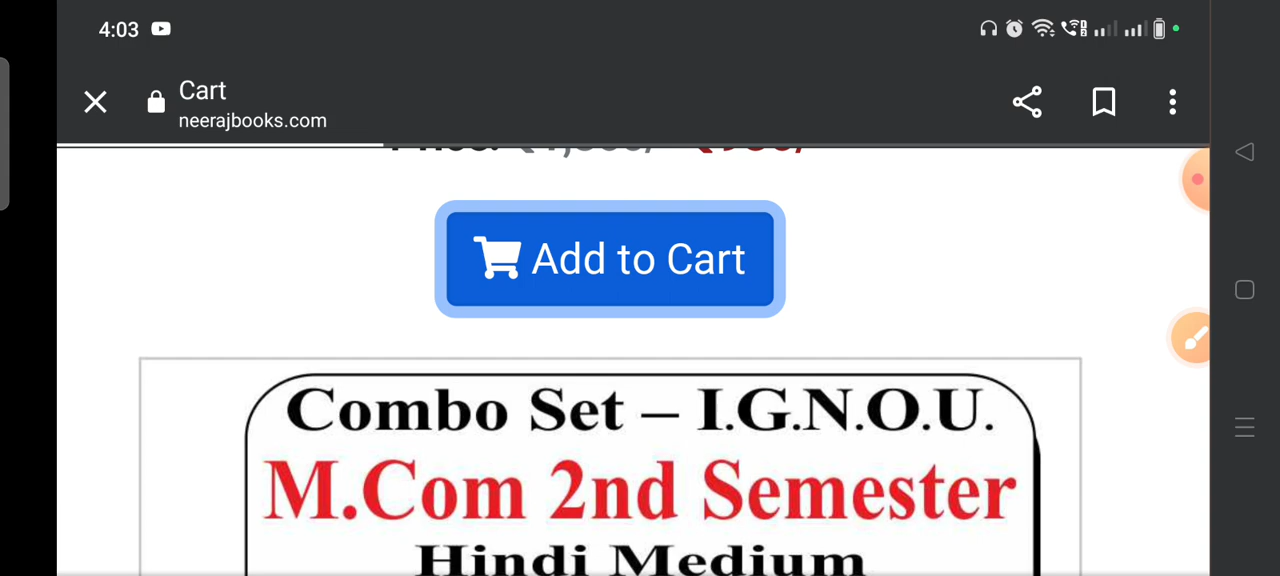 4:03
Cart
neerajbooks.com
Add to Cart
Combo Set – I.G.N.O.U.
M.Com 2nd Semester
Hindi Medium